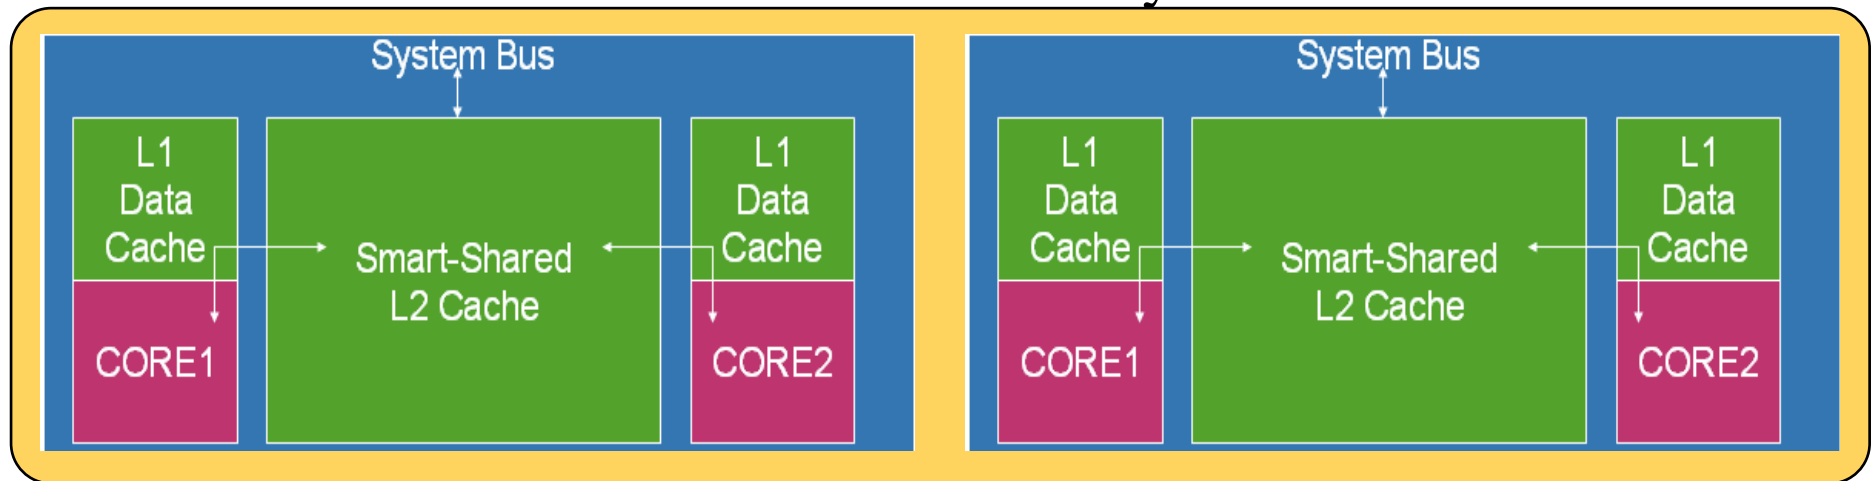 System Bus
L1
Data
Cache
Smart-Shared
L2 Cache
L1
Data
Cache
CORE1
CORE2
System Bus
L1
Data
Cache
Smart-Shared
L2 Cache
L1
Data
Cache
CORE1
CORE2